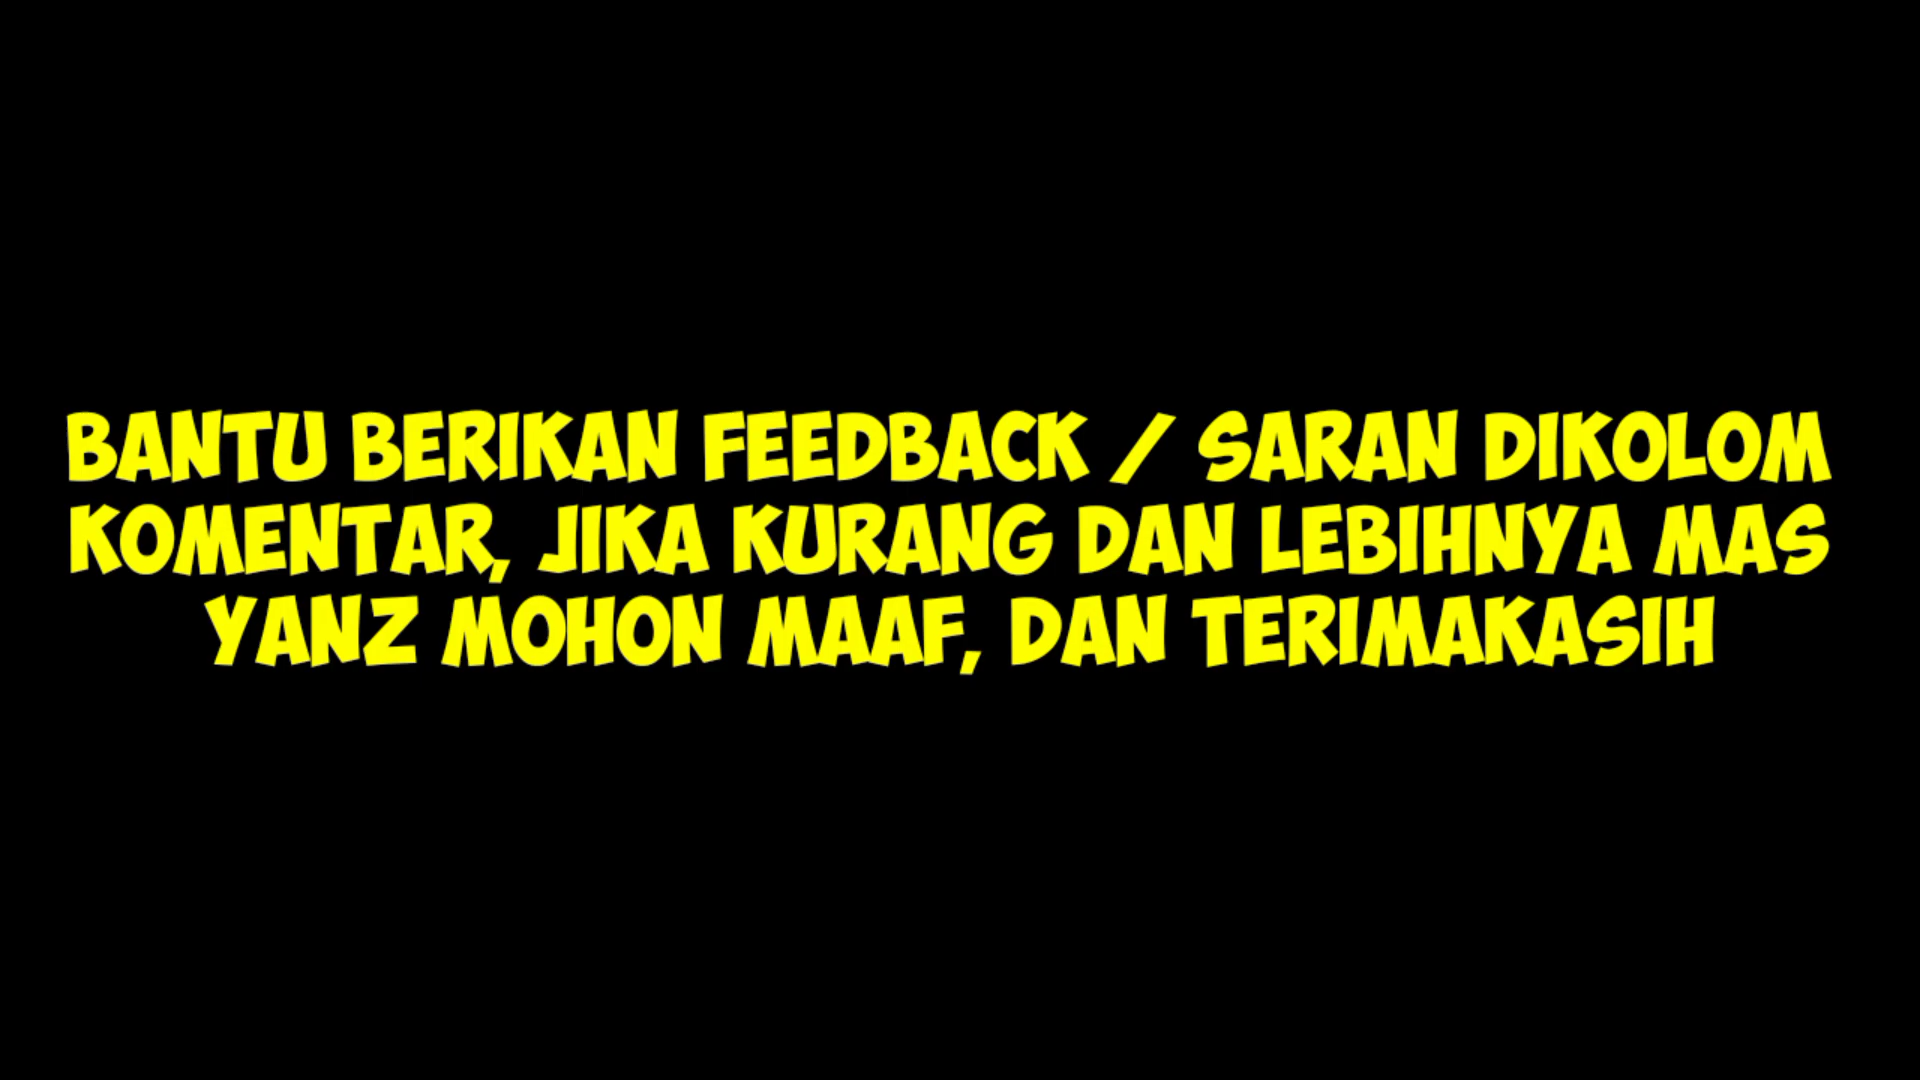 BANTU BERIKAN FEEDBACK / SARAN DIKOLOM
KOMENTAR, JIKA KURANG DAN LEBIHNYA MAS
YANZ MOHON MAAF, DAN TERIMAKASIH